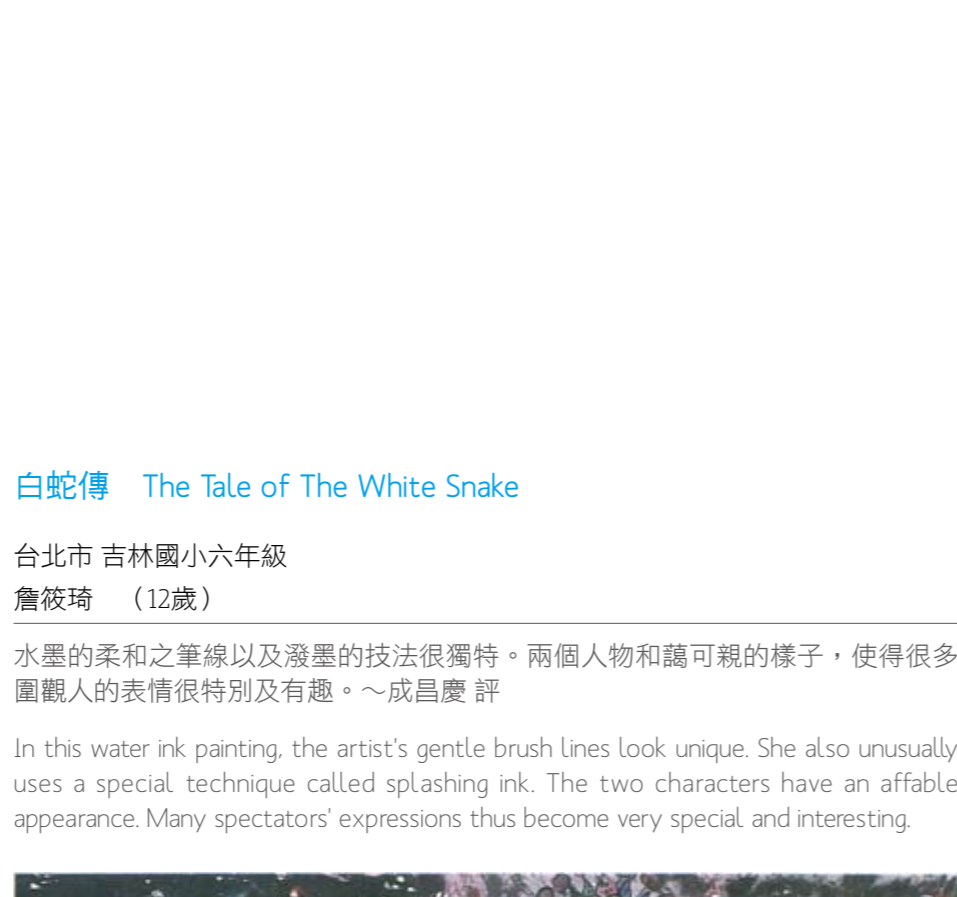 白蛇傳　The Tale of The White Snake
台北市 吉林國小六年級
詹筱琦　（12歲）
水墨的柔和之筆線以及潑墨的技法很獨特。兩個人物和藹可親的樣子，使得很多
圍觀人的表情很特別及有趣。～成昌慶 評
In this water ink painting, the artist's gentle brush lines look unique. She also unusually
uses a special technique called splashing ink. The two characters have an affable
appearance. Many spectators' expressions thus become very special and interesting.